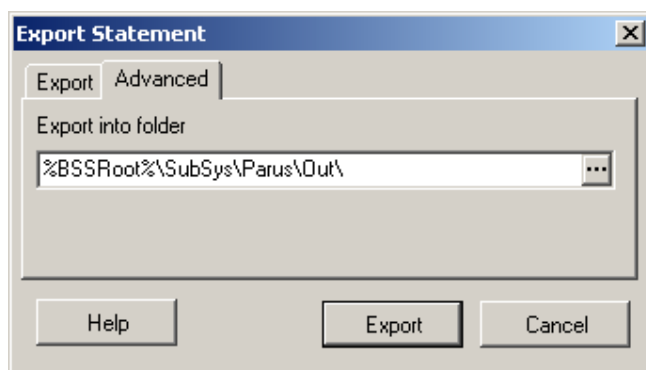 Export Statement
Export Advanced
Export into folder
%BSSRoot%\SubSys\Parus\Out\ ...
Help Export Cancel